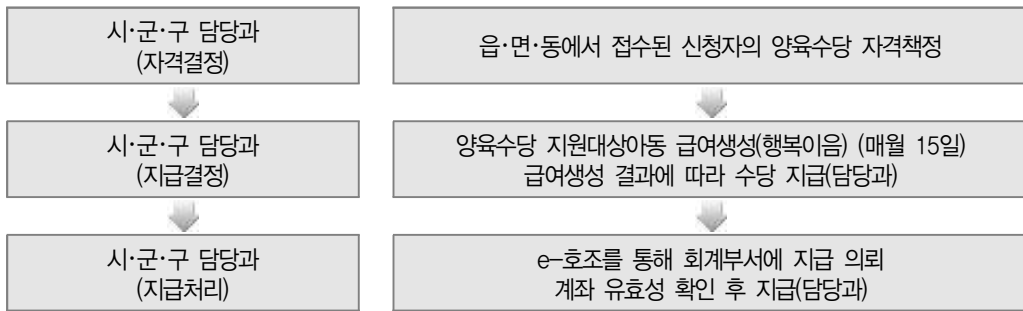 시·군·구 담당과
(자격결정)
읍·면·동에서 접수된 신청자의 양육수당 자격책정
시·군·구 담당과
(지급결정)
양육수당 지원대상아동 급여생성(행복이음) (매월 15일)
급여생성 결과에 따라 수당 지급(담당과)
시·군·구 담당과
(지급처리)
e-호조를 통해 회계부서에 지급 의뢰
계좌 유효성 확인 후 지급(담당과)